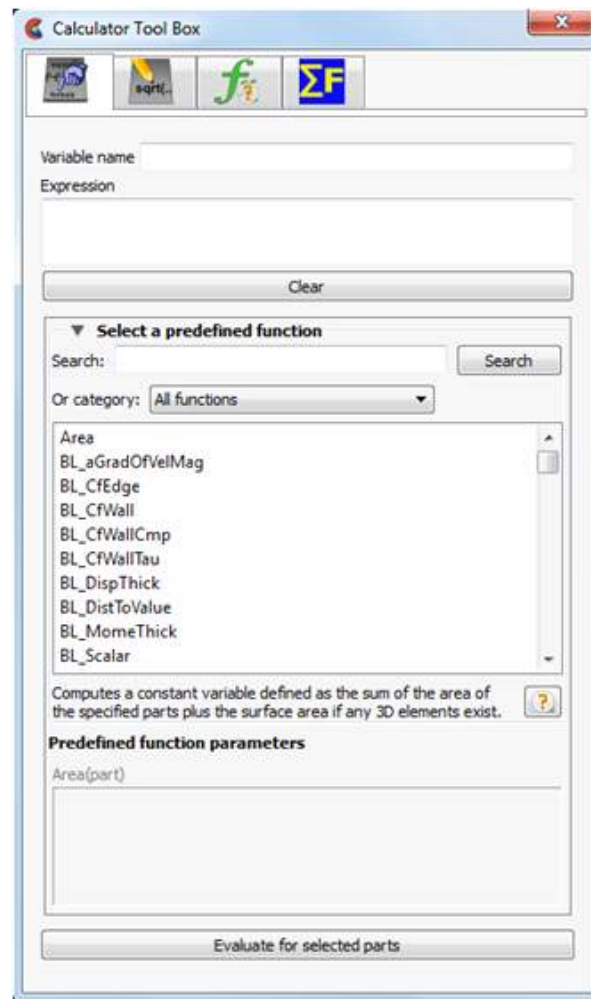 Calculator Tool Box
sqrt(..
f?
ΣF
Variable name
Expression
Clear
▼ Select a predefined function
Search:
Search
Or category: All functions
Area
BL_aGradOfVelMag
BL_CfEdge
BL_CfWall
BL_CfWallCmp
BL_CfWallTau
BL_DispThick
BL_DistToValue
BL_MomeThick
BL_Scalar
Computes a constant variable defined as the sum of the area of
the specified parts plus the surface area if any 3D elements exist.
?
Predefined function parameters
Area(part)
Evaluate for selected parts